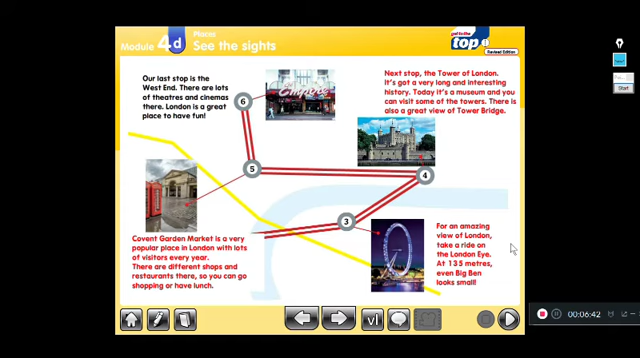 Places
Module 4d
See the sights
get to the
top 1
Revised Edition
Our last stop is the
West End. There are lots
of theatres and cinemas
there. London is a great
place to have fun!
6
Empire
Next stop, the Tower of London.
It's got a very long and interesting
history. Today it's a museum and you
can visit some of the towers. There is
also a great view of Tower Bridge.
5
4
3
Covent Garden Market is a very
popular place in London with lots
of visitors every year.
There are different shops and
restaurants there, so you can go
shopping or have lunch.
For an amazing
view of London,
take a ride on
the London Eye.
At 135 metres,
even Big Ben
looks small!
Start
00:06:42